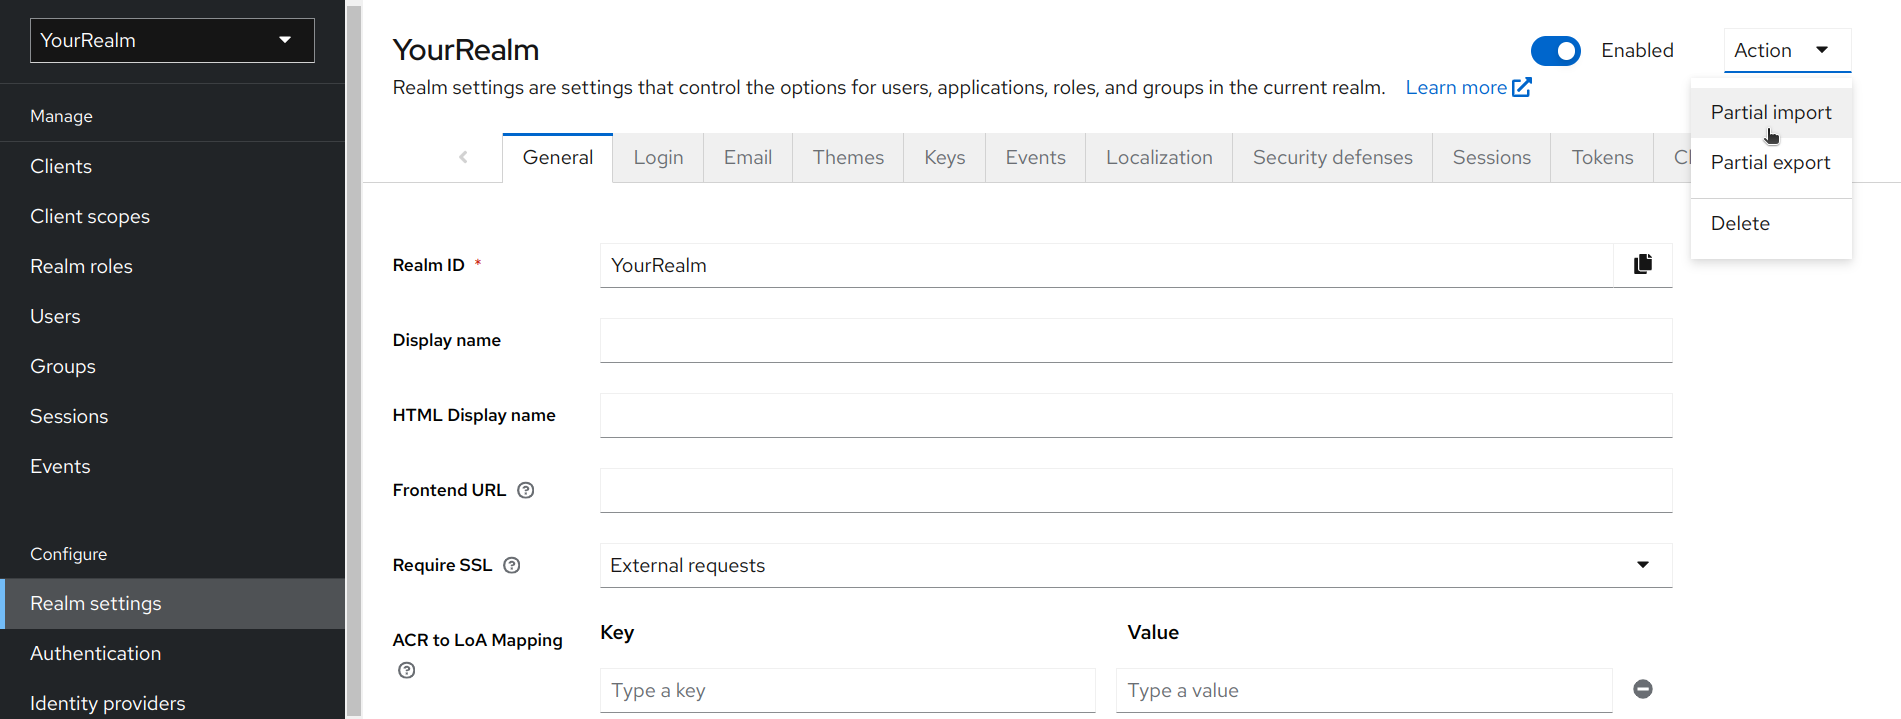 YourRealm
Manage
Clients
Client scopes
Realm roles
Users
Groups
Sessions
Events
Configure
Realm settings
Authentication
Identity providers
YourRealm
Enabled
Action
Realm settings are settings that control the options for users, applications, roles, and groups in the current realm. Learn more
Partial import
Partial export
Delete
General Login Email Themes Keys Events Localization Security defenses Sessions Tokens
Realm ID * YourRealm
Display name
HTML Display name
Frontend URL
Require SSL External requests
ACR to LoA Mapping Key Value
Type a key Type a value